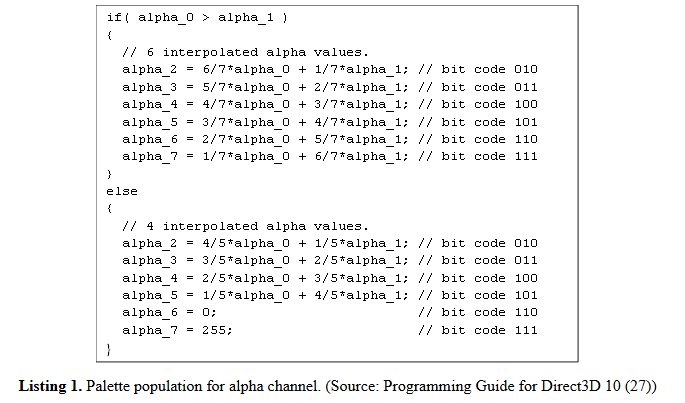 if( alpha_0 > alpha_1 )
{
// 6 interpolated alpha values.
alpha_2 = 6/7*alpha_0 + 1/7*alpha_1; // bit code 010
alpha_3 = 5/7*alpha_0 + 2/7*alpha_1; // bit code 011
alpha_4 = 4/7*alpha_0 + 3/7*alpha_1; // bit code 100
alpha_5 = 3/7*alpha_0 + 4/7*alpha_1; // bit code 101
alpha_6 = 2/7*alpha_0 + 5/7*alpha_1; // bit code 110
alpha_7 = 1/7*alpha_0 + 6/7*alpha_1; // bit code 111
}
else
{
// 4 interpolated alpha values.
alpha_2 = 4/5*alpha_0 + 1/5*alpha_1; // bit code 010
alpha_3 = 3/5*alpha_0 + 2/5*alpha_1; // bit code 011
alpha_4 = 2/5*alpha_0 + 3/5*alpha_1; // bit code 100
alpha_5 = 1/5*alpha_0 + 4/5*alpha_1; // bit code 101
alpha_6 = 0; // bit code 110
alpha_7 = 255; // bit code 111
}
Listing 1. Palette population for alpha channel. (Source: Programming Guide for Direct3D 10 (27))